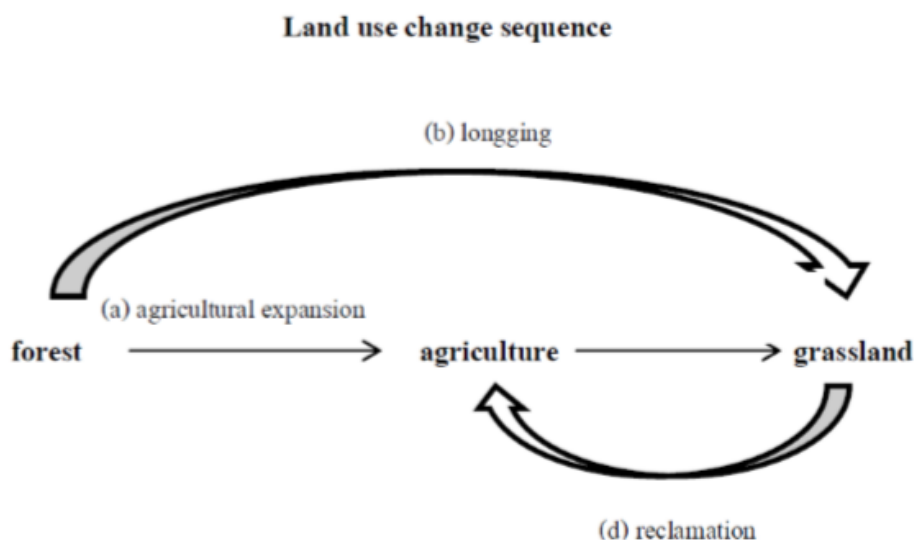 Land use change sequence
(b) longging
(a) agricultural expansion
forest agriculture grassland
(d) reclamation